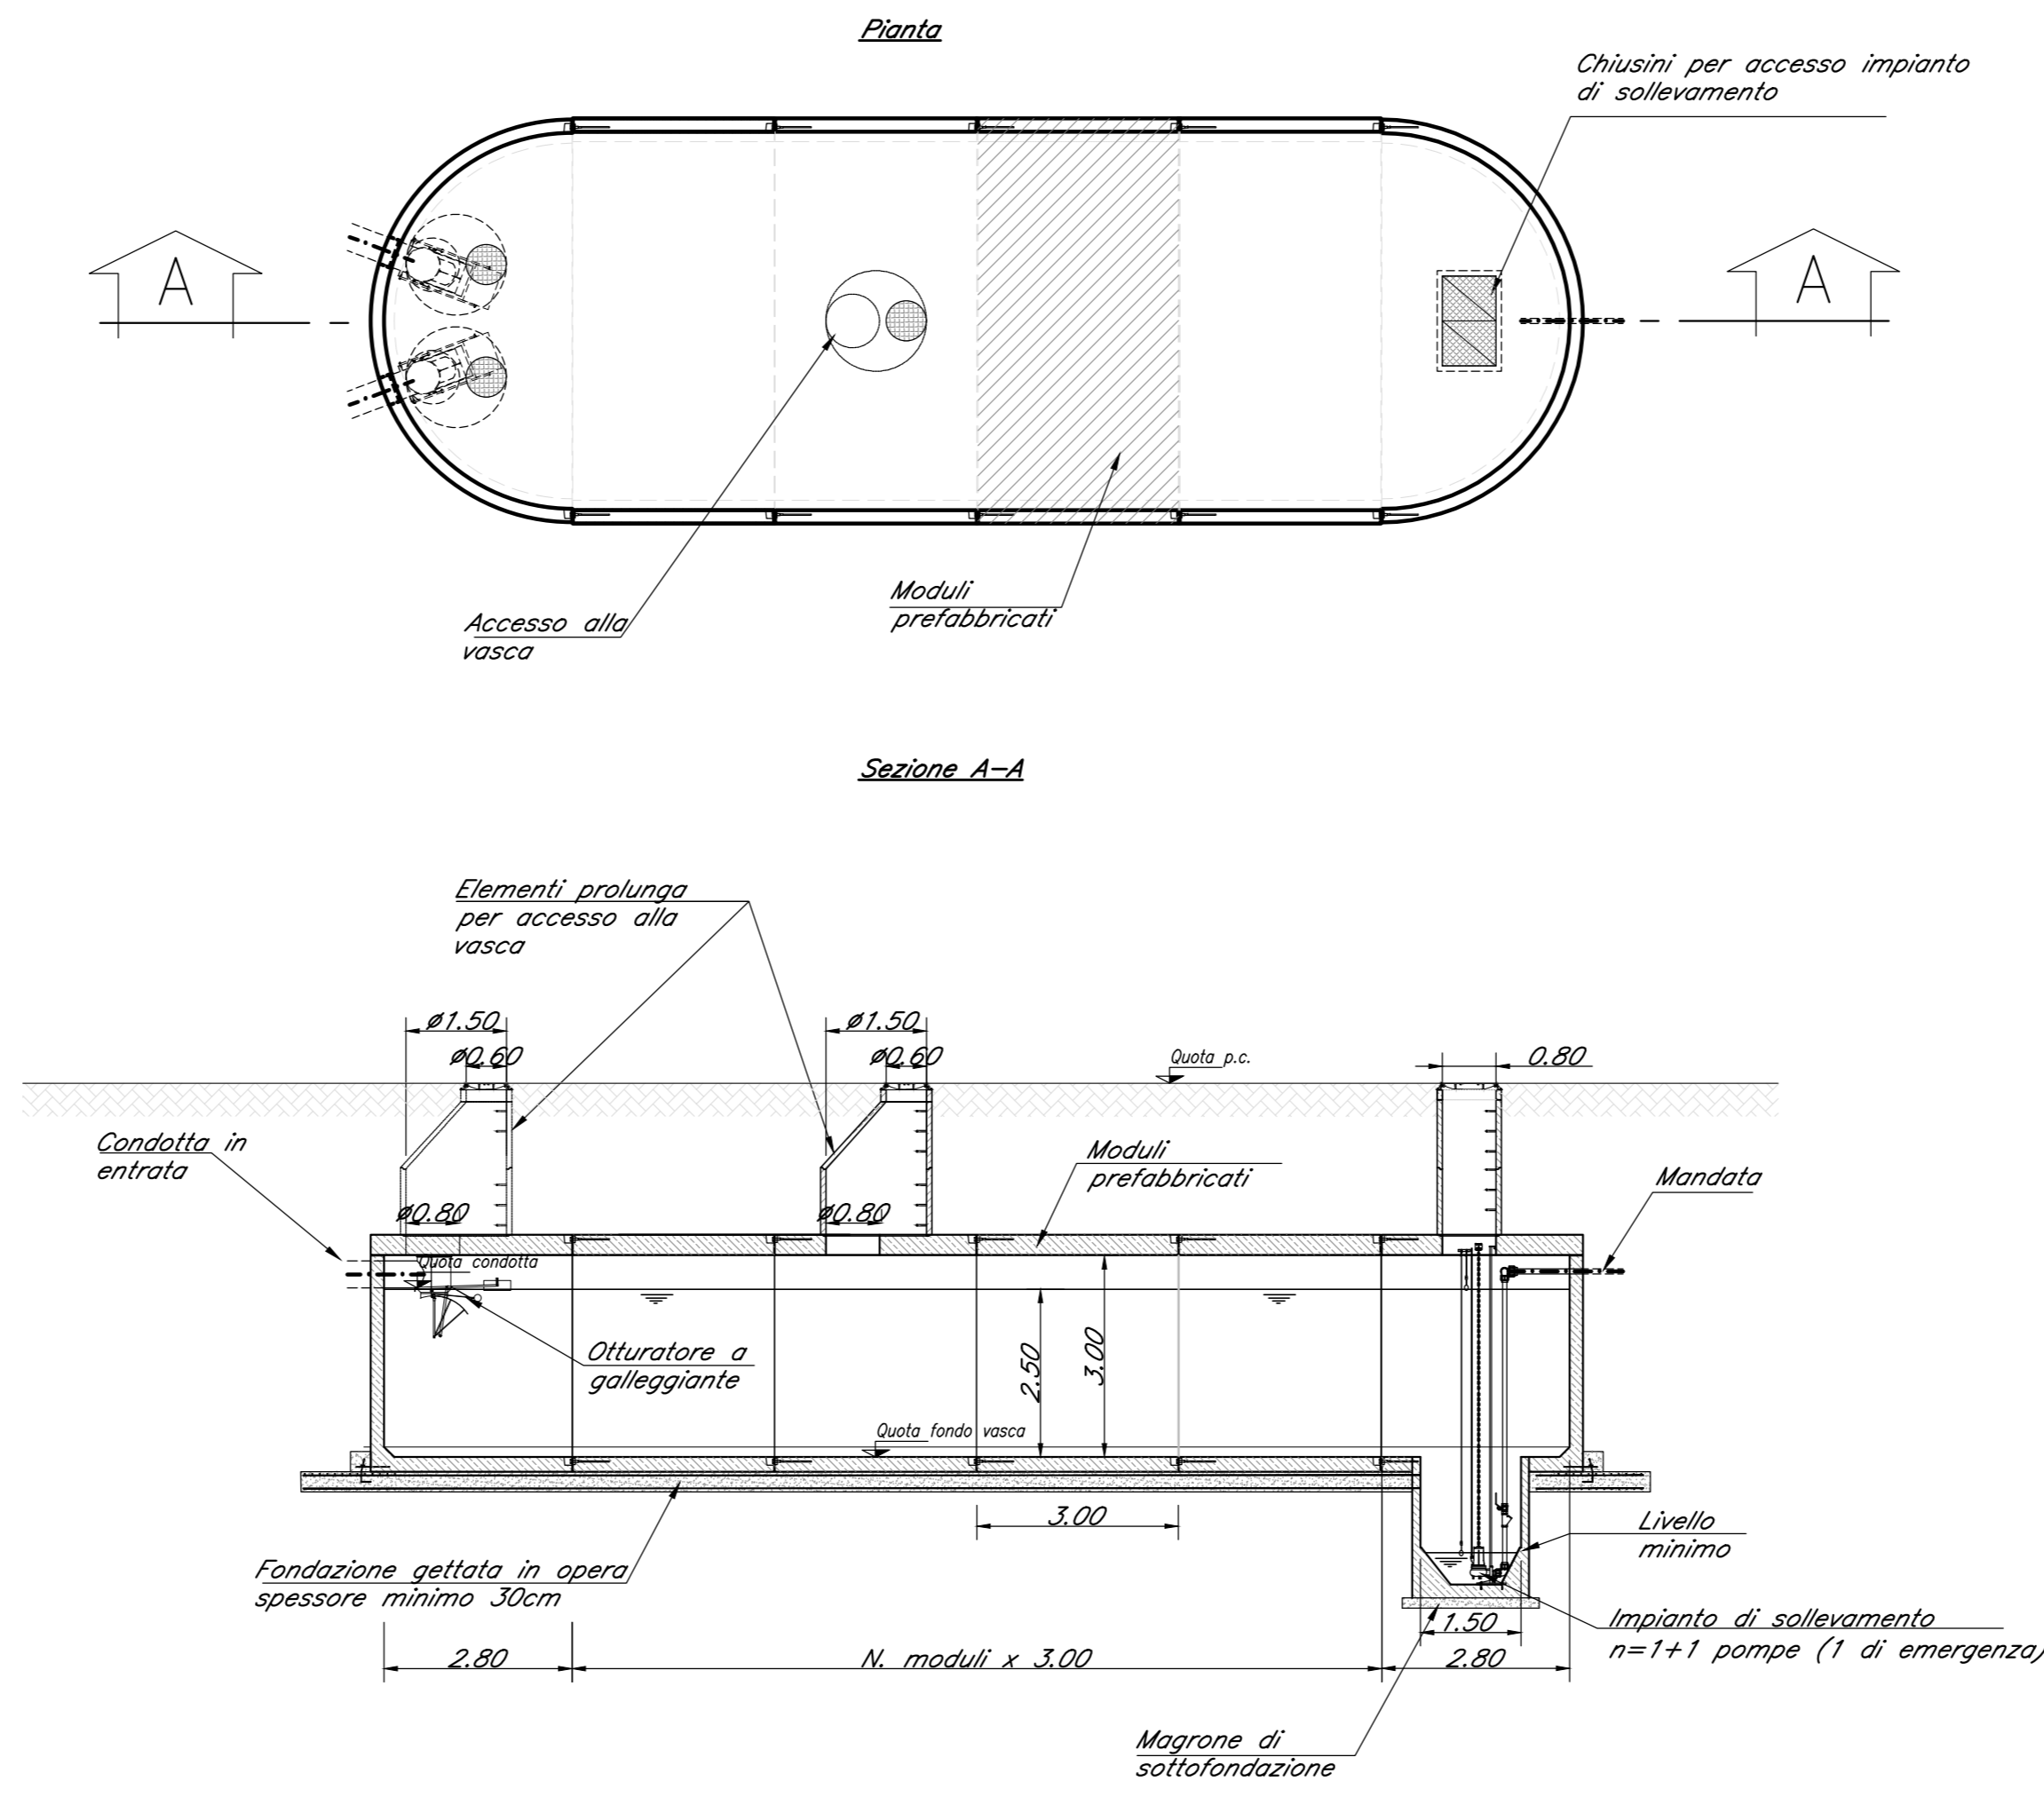 Pianta
Chiusini per accesso impianto
di sollevamento
A
A
Moduli
prefabbricati
Accesso alla
vasca
Sezione A-A
Elementi prolunga
per accesso alla
vasca
ø1.50
ø1.50
ø0.60
ø0.60
Quota p.c.
0.80
Condotta in
entrata
Moduli
prefabbricati
Mandata
ø0.80
ø0.80
Quota condotta
Otturatore a
galleggiante
2.50
3.00
Quota fondo vasca
3.00
Livello
minimo
Fondazione gettata in opera
spessore minimo 30cm
1.50
Impianto di sollevamento
n=1+1 pompe (1 di emergenza)
2.80
N. moduli x 3.00
2.80
Magrone di
sottofondazione